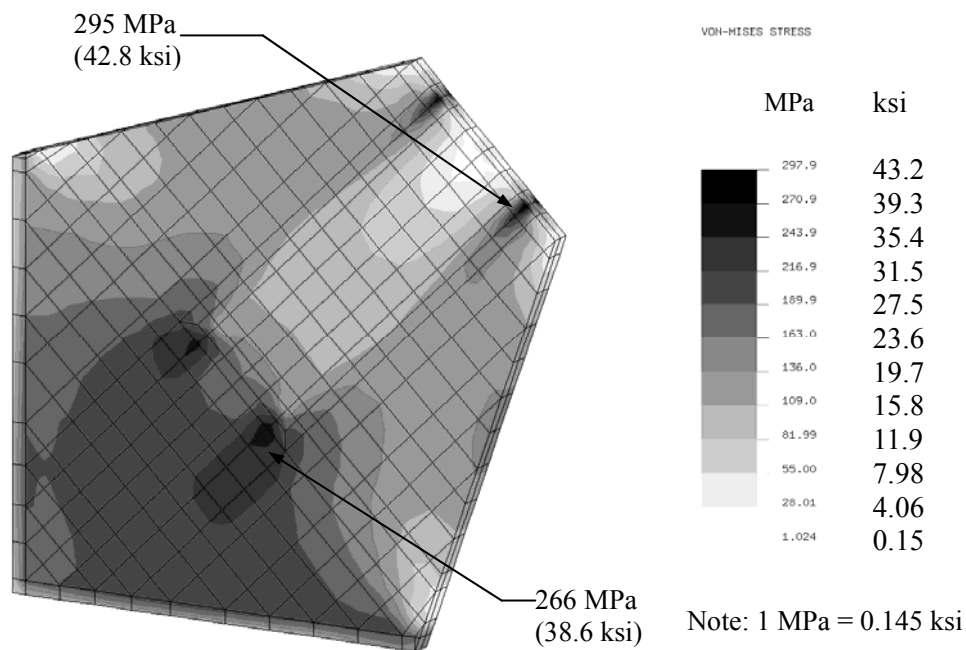 295 MPa
(42.8 ksi)
VON-MISES STRESS
MPa ksi
297.9 43.2
270.9 39.3
243.9 35.4
216.9 31.5
189.9 27.5
163.0 23.6
136.0 19.7
109.0 15.8
81.99 11.9
55.00 7.98
28.01 4.06
1.024 0.15
266 MPa
(38.6 ksi)
Note: 1 MPa = 0.145 ksi